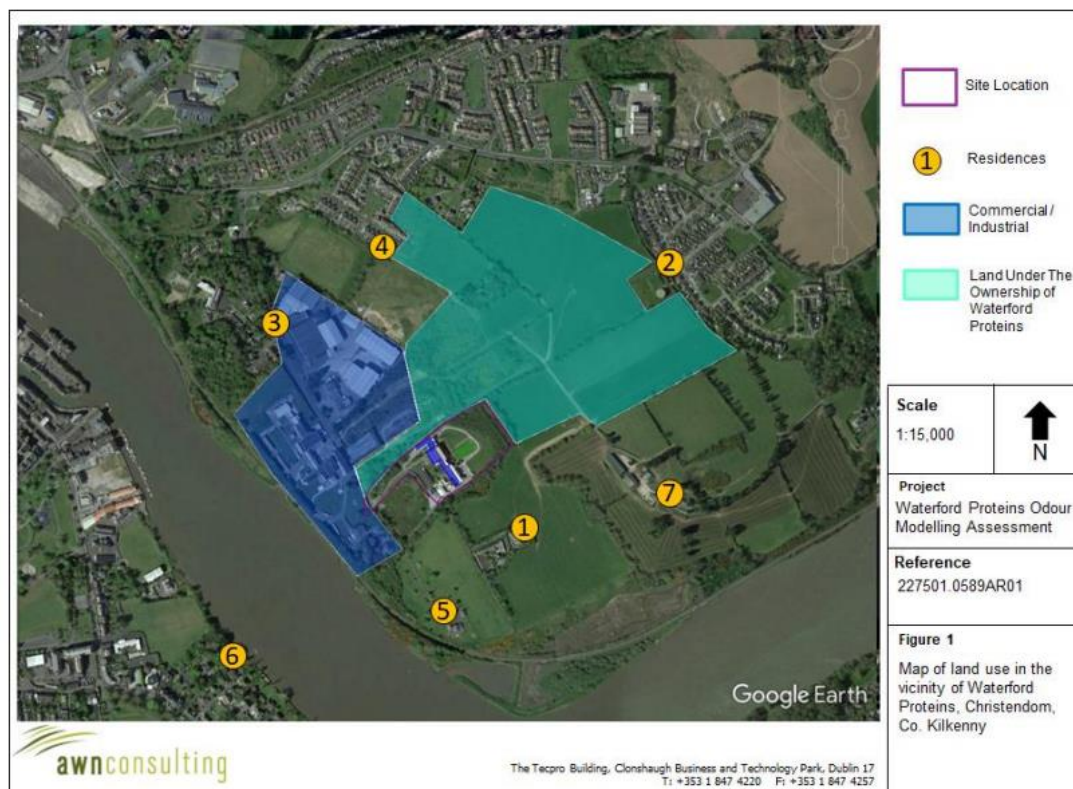 4
2
3
7
1
5
6
Google Earth
Site Location
1
Residences
Commercial /
Industrial
Land Under The
Ownership of
Waterford
Proteins
Scale
1:15,000
N
Project
Waterford Proteins Odour
Modelling Assessment
Reference
227501.0589AR01
Figure 1
Map of land use in the
vicinity of Waterford
Proteins, Christendom,
Co. Kilkenny
awnconsulting
The Tecpro Building, Clonshaugh Business and Technology Park, Dublin 17
T: +353 1 847 4220 F: +353 1 847 4257